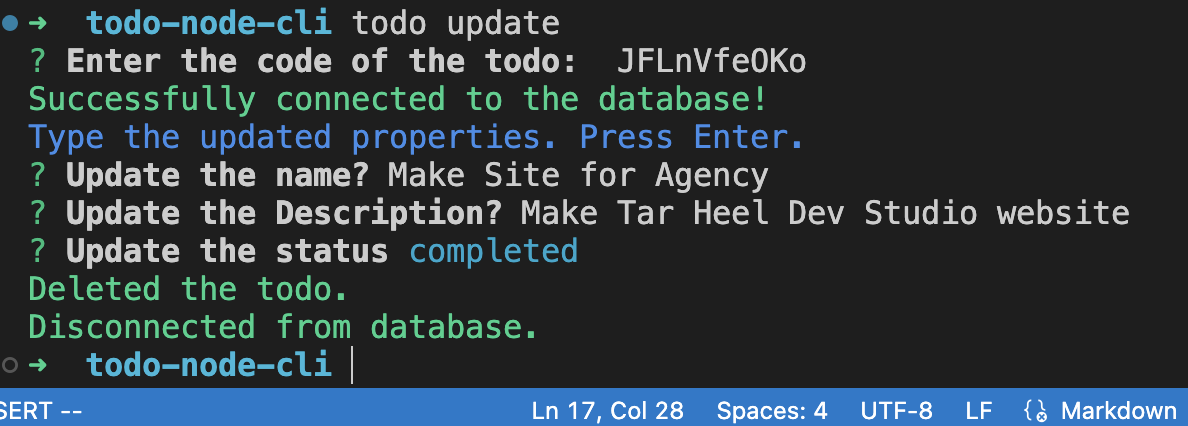 ➜ todo-node-cli todo update
? Enter the code of the todo: JFLnVfeOKo
Successfully connected to the database!
Type the updated properties. Press Enter.
? Update the name? Make Site for Agency
? Update the Description? Make Tar Heel Dev Studio website
? Update the status completed
Deleted the todo.
Disconnected from database.
➜ todo-node-cli
SERT -- Ln 17, Col 28 Spaces: 4 UTF-8 LF Markdown